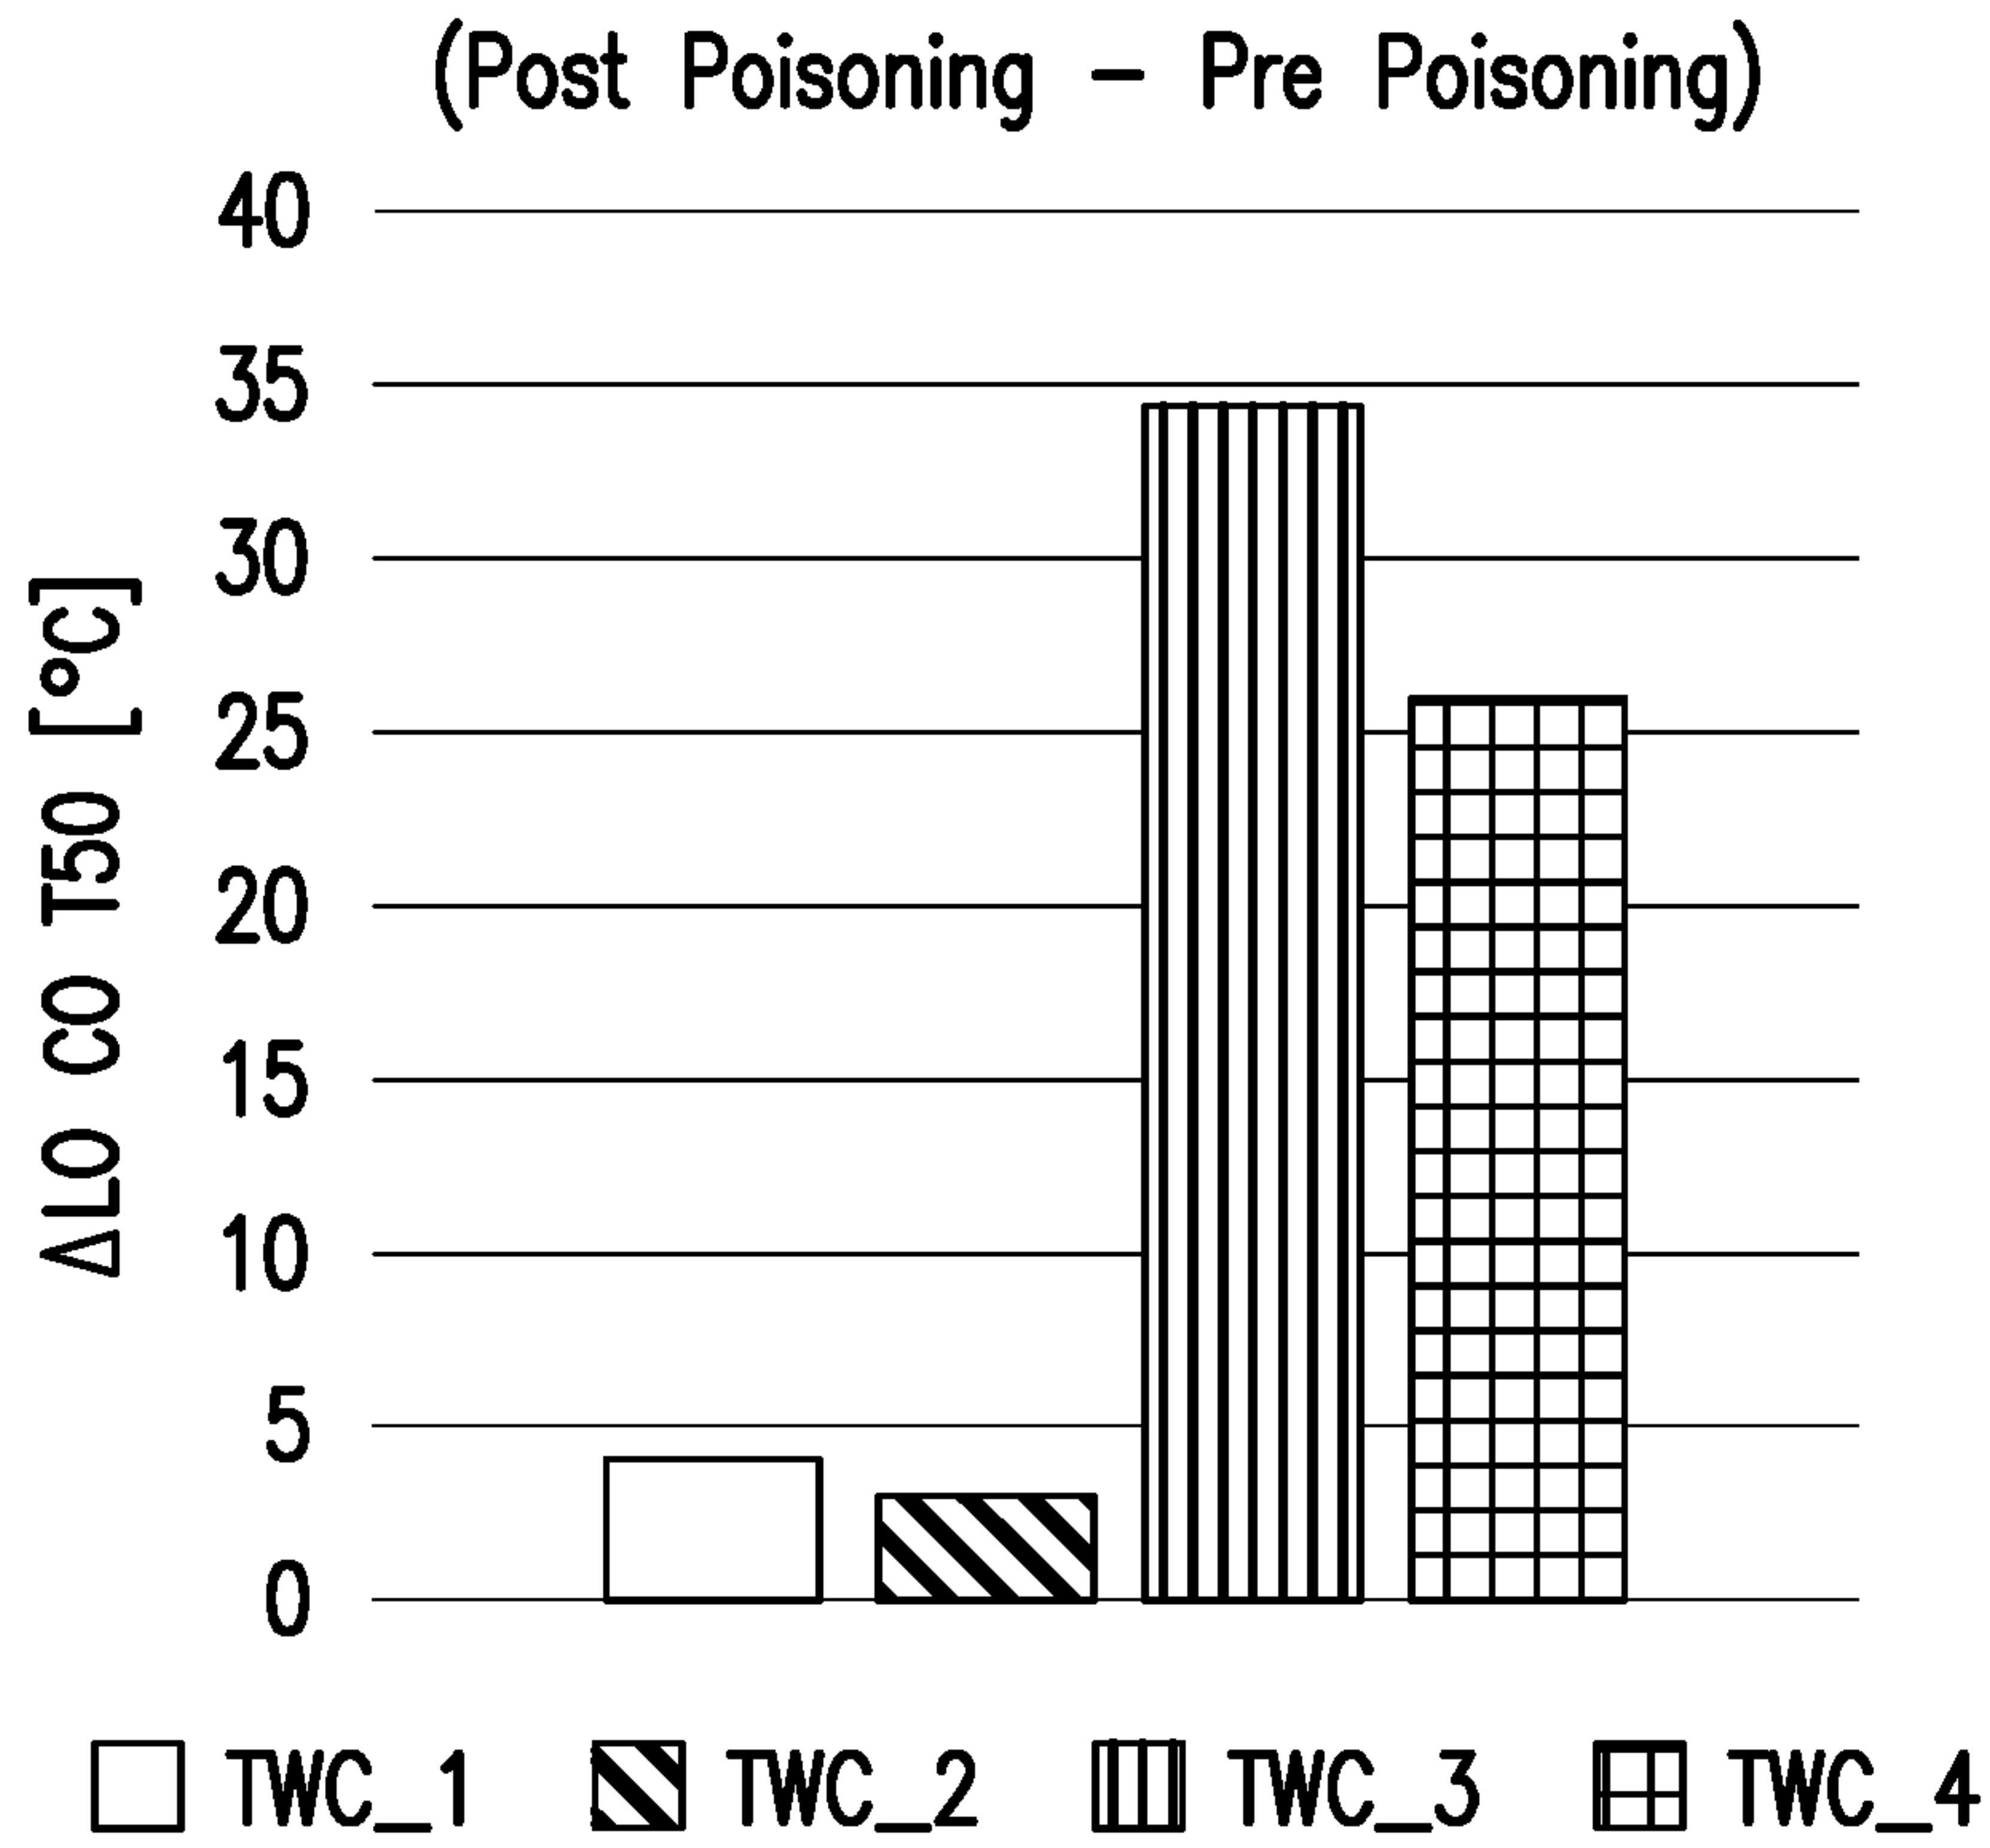 (Post Poisoning - Pre Poisoning)
ΔLO CO T50 [°C]
40
35
30
25
20
15
10
5
0
TWC_1
TWC_2
TWC_3
TWC_4